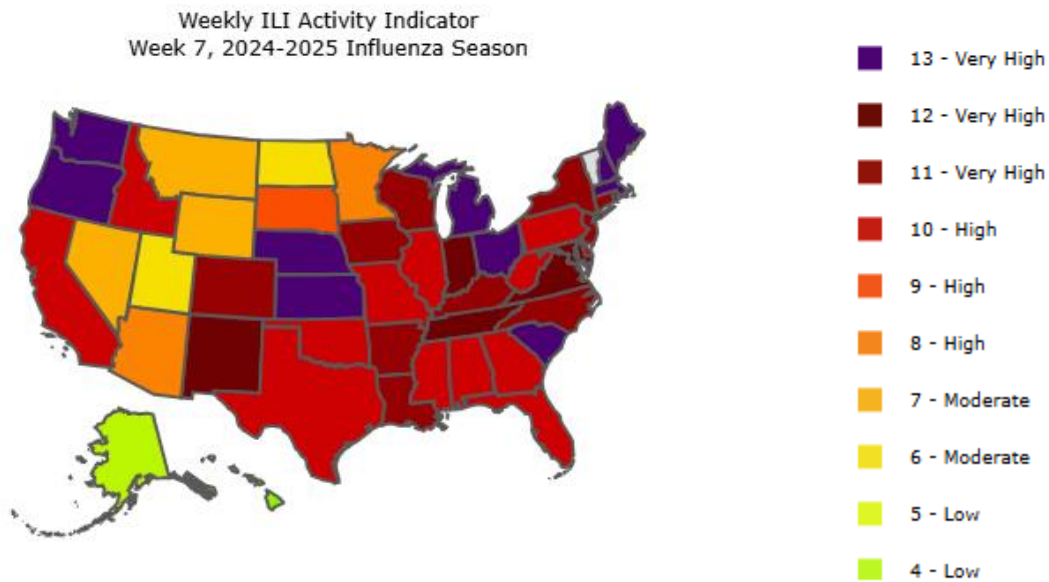 Weekly ILI Activity Indicator
Week 7, 2024-2025 Influenza Season
13 - Very High
12 - Very High
11 - Very High
10 - High
9 - High
8 - High
7 - Moderate
6 - Moderate
5 - Low
4 - Low